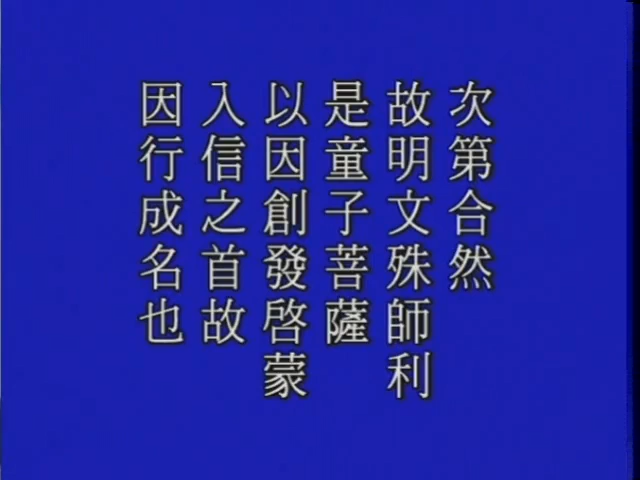 次第合然
故明文殊師利
是童子菩薩
以因創發啓蒙
入信之首故
因行成名也